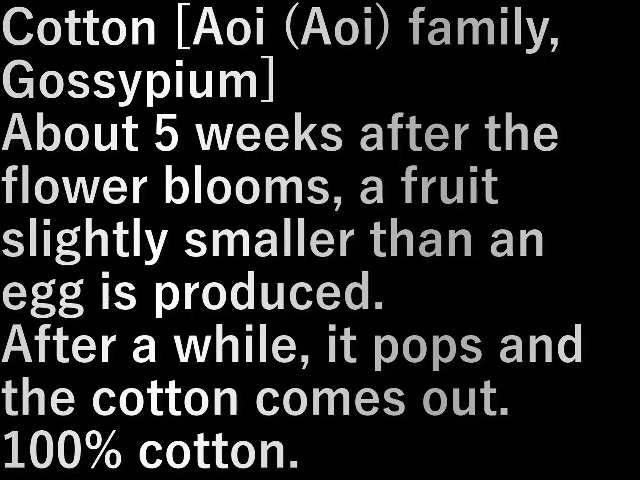 Cotton [Aoi (Aoi) family,
Gossypium]
About 5 weeks after the
flower blooms, a fruit
slightly smaller than an
egg is produced.
After a while, it pops and
the cotton comes out.
100% cotton.